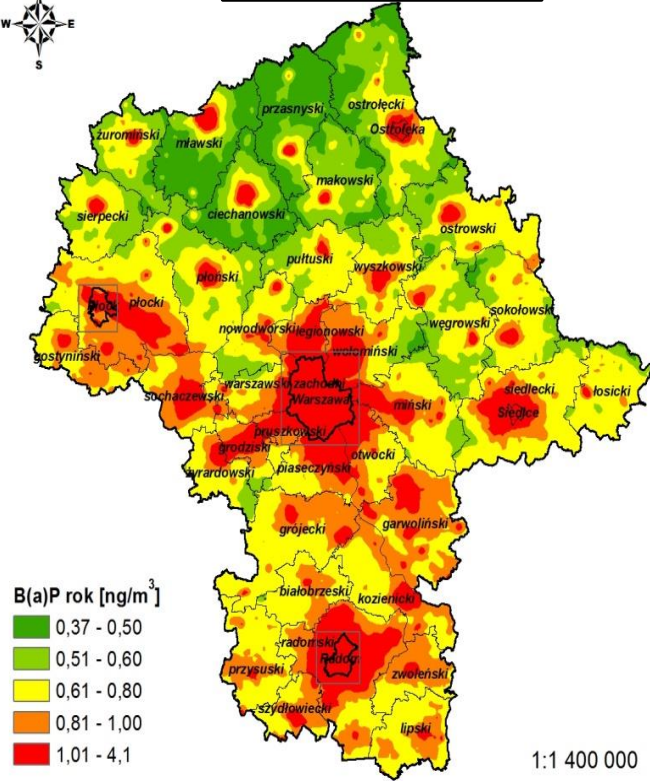 W E
S
przasnyski
ostrołęcki
Ostrołęka
żuromiński
mławski
makowski
sierpecki
ciechanowski
ostrowski
pułtuski
wyszkowski
płoński
płocki
sokołowski
węgrowski
nowodworski
legionowski
wołomiński
gostyniński
warszawski zachodni
sochaczewski
Warszawa
miński
siedlecki
łosicki
Siedlce
pruszkowski
grodziski
otwocki
piaseczyński
żyrardowski
grójecki
garwoliński
B(a)P rok [ng/m³]
białobrzeski
kozienicki
0,37 - 0,50
0,51 - 0,60
radomski
Radom
0,61 - 0,80
przysuski
zwoleński
0,81 - 1,00
szydłowiecki
lipski
1,01 - 4,1
1:1 400 000